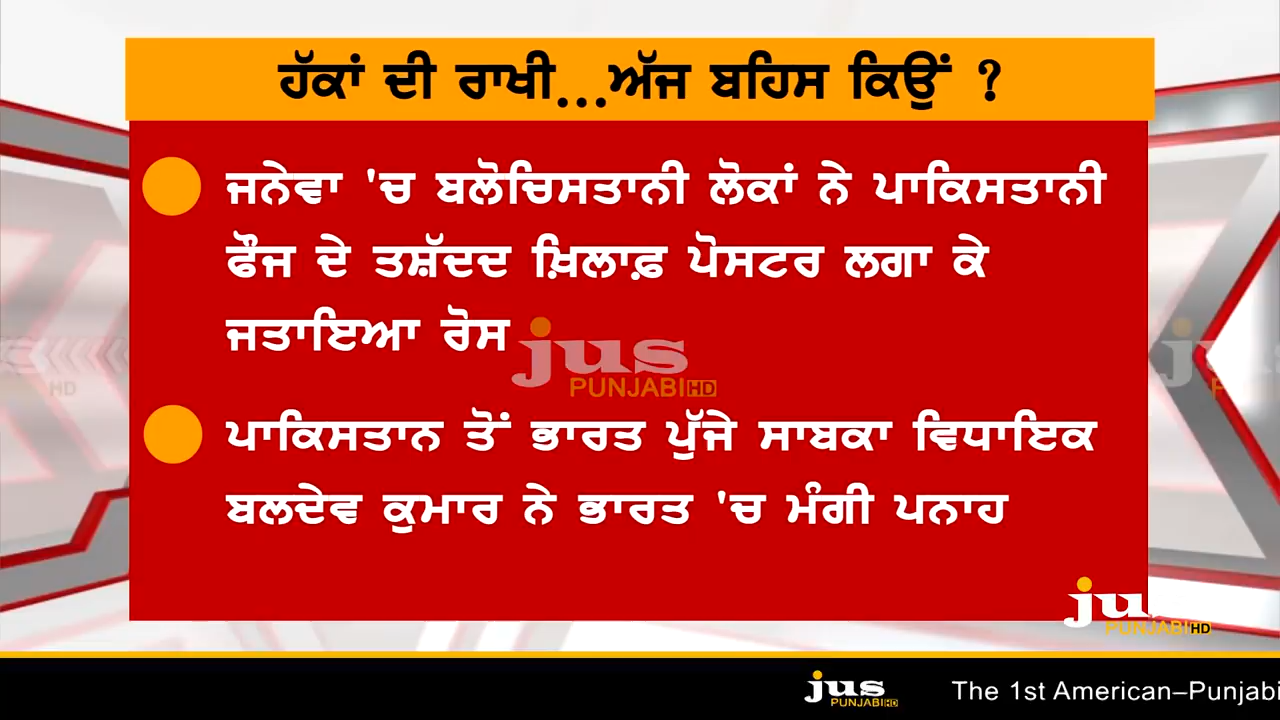 ਹੱਕਾਂ ਦੀ ਰਾਖੀ...ਅੱਜ ਬਹਿਸ ਕਿਉਂ ?
ਜਨੇਵਾ 'ਚ ਬਲੋਚਿਸਤਾਨੀ ਲੋਕਾਂ ਨੇ ਪਾਕਿਸਤਾਨੀ
ਫੌਜ ਦੇ ਤਸ਼ੱਦਦ ਖ਼ਿਲਾਫ਼ ਪੋਸਟਰ ਲਗਾ ਕੇ
ਜਤਾਇਆ ਰੋਸ
jus
PUNJABI HD
ਪਾਕਿਸਤਾਨ ਤੋਂ ਭਾਰਤ ਪੁੱਜੇ ਸਾਬਕਾ ਵਿਧਾਇਕ
ਬਲਦੇਵ ਕੁਮਾਰ ਨੇ ਭਾਰਤ 'ਚ ਮੰਗੀ ਪਨਾਹ
jus
PUNJABI HD
jus
PUNJABI HD
The 1st American–Punjabi